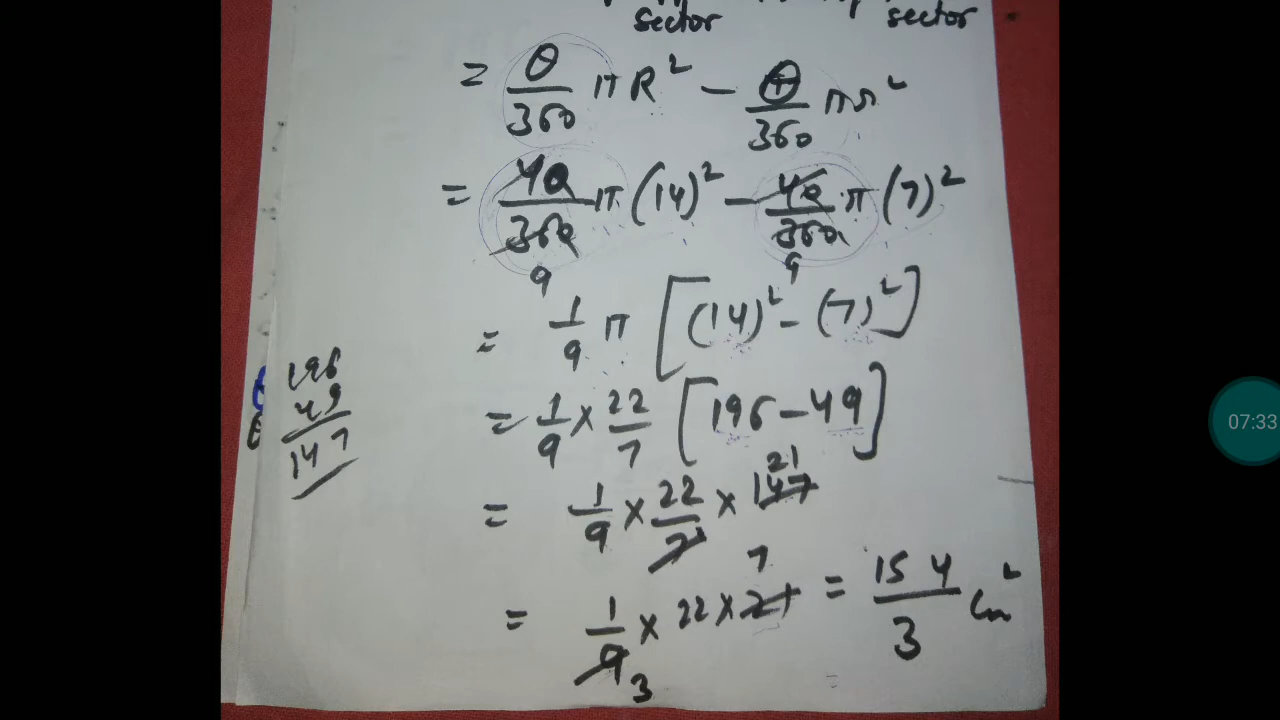 sector sector
= θ/360 π R² - θ/360 π r²
= 40/360 π (14)² - 40/360 π (7)²
9 9
= 1/9 π [(14)² - (7)²]
196
49
147
= 1/9 × 22/7 [196 - 49]
21
= 1/9 × 22/7 × 147
7
= 1/9 × 22 × 21 = 154/3 cm²
3
07:33